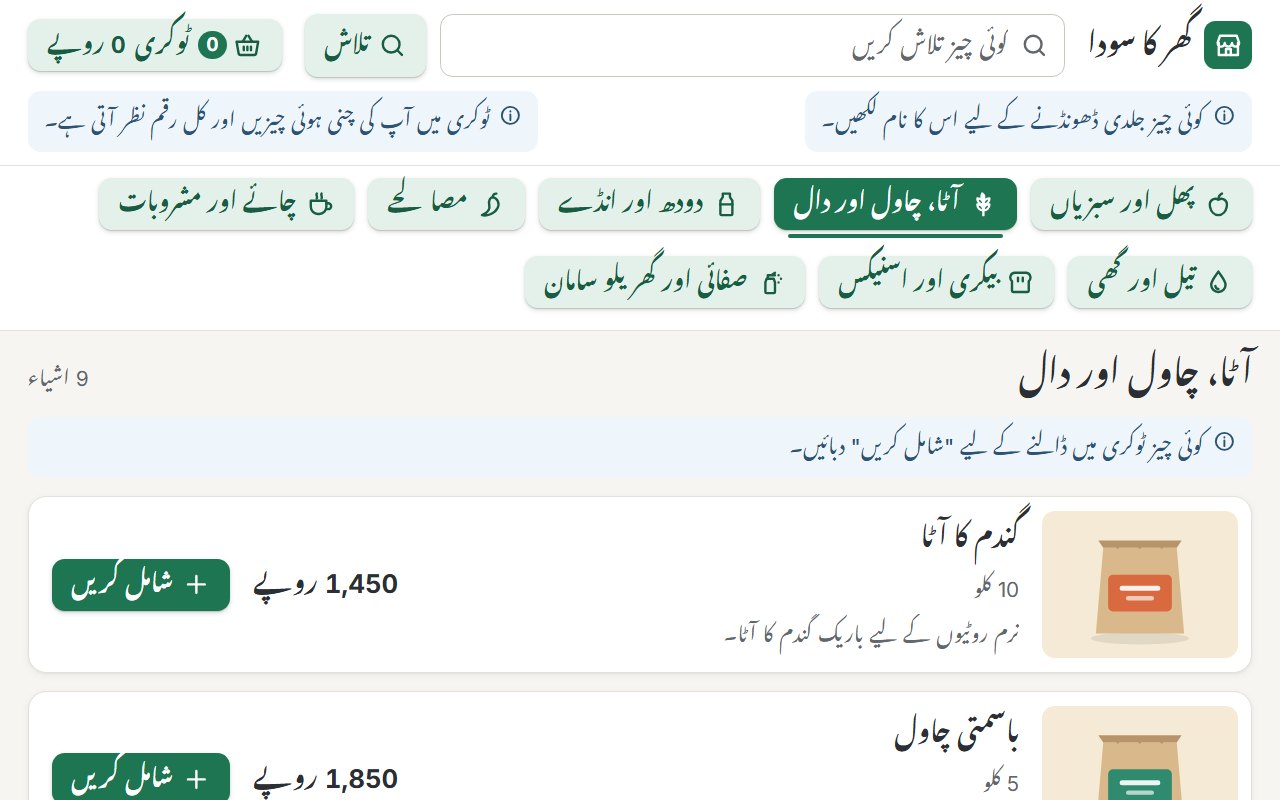 گھر کا سودا
کوئی چیز تلاش کریں
تلاش
0 ٹوکری 0 روپے
کوئی چیز جلدی ڈھونڈنے کے لیے اس کا نام لکھیں۔
ٹوکری میں آپ کی چنی ہوئی چیزیں اور کل رقم نظر آتی ہے۔
پھل اور سبزیاں
آٹا، چاول اور دال
دودھ اور انڈے
مصالحے
چائے اور مشروبات
تیل اور گھی
بیکری اور اسنیکس
صفائی اور گھریلو سامان
آٹا، چاول اور دال
9 اشیاء
کوئی چیز ٹوکری میں ڈالنے کے لیے "شامل کریں" دبائیں۔
گندم کا آٹا
10 کلو
نرم روٹیوں کے لیے باریک گندم کا آٹا۔
1,450 روپے
شامل کریں
باسمتی چاول
5 کلو
1,850 روپے
شامل کریں